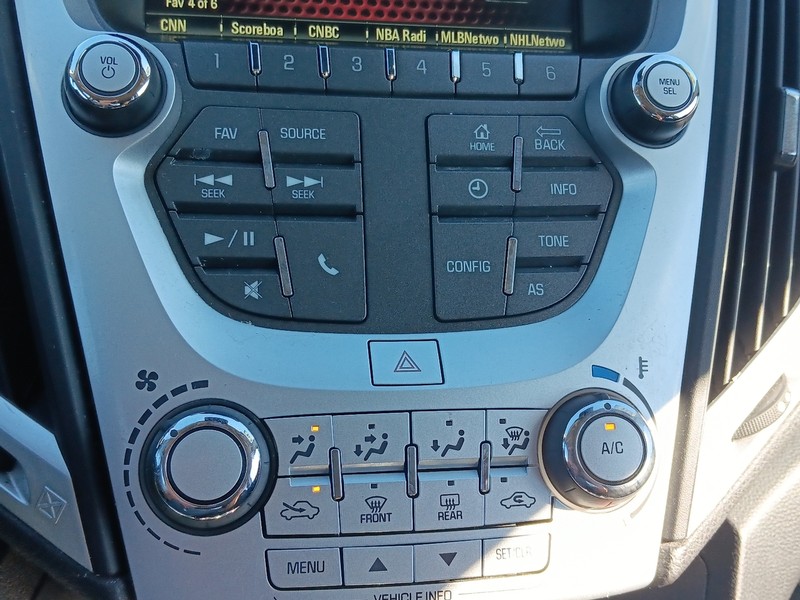 Fav 4 of 6
CNN Scoreboa CNBC NBA Radi MLBNetwo NHLNetwo
VOL
1 2 3 4 5 6
MENU
SEL
FAV SOURCE
HOME BACK
SEEK SEEK
INFO
TONE
CONFIG
AS
A/C
FRONT REAR
MENU SET/CLR
VEHICLE INFO